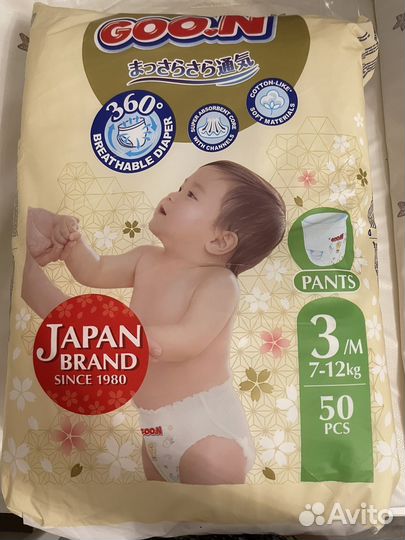 GOO.N
まっさらさら通気
360°
BREATHABLE DIAPER
SUPER ABSORBENT CORE
WITH CHANNELS
COTTON-LIKE*
SOFT MATERIALS
PANTS
JAPAN
BRAND
SINCE 1980
3/M
7-12kg
50
PCS
GOO.N
Avito